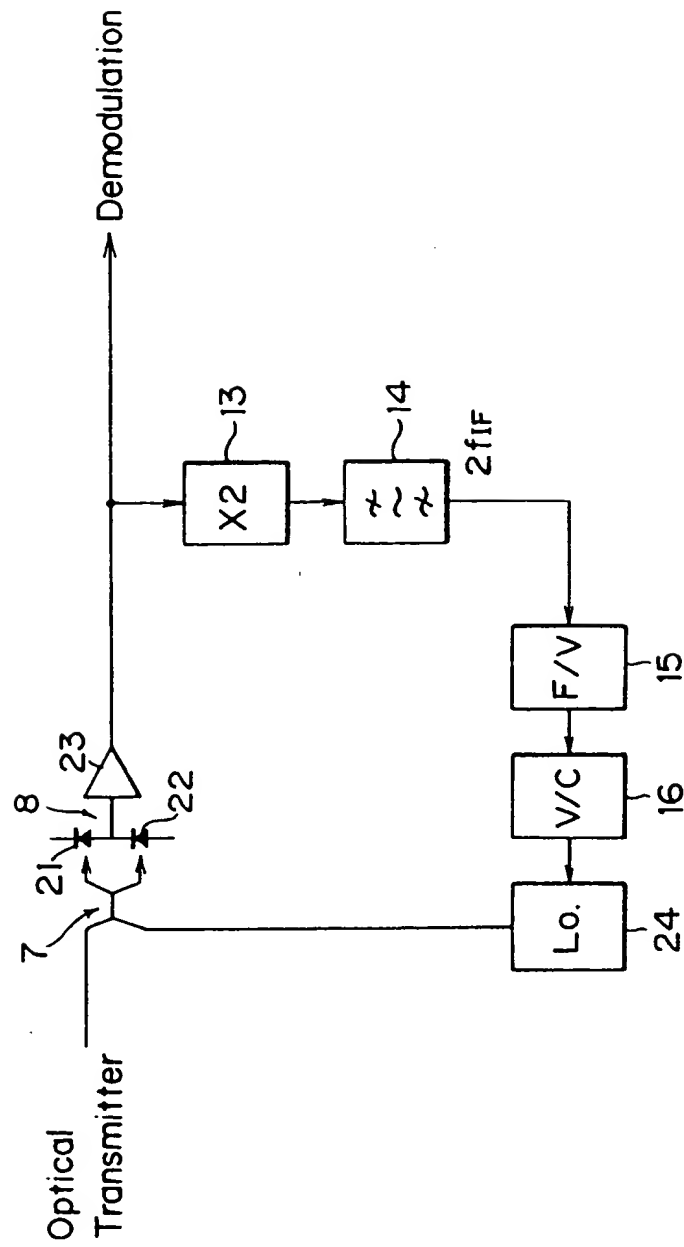 Optical
Transmitter
7
8
21
22
23
Demodulation
X2
13
14
2fIF
F/V
15
V/C
16
Lo.
24